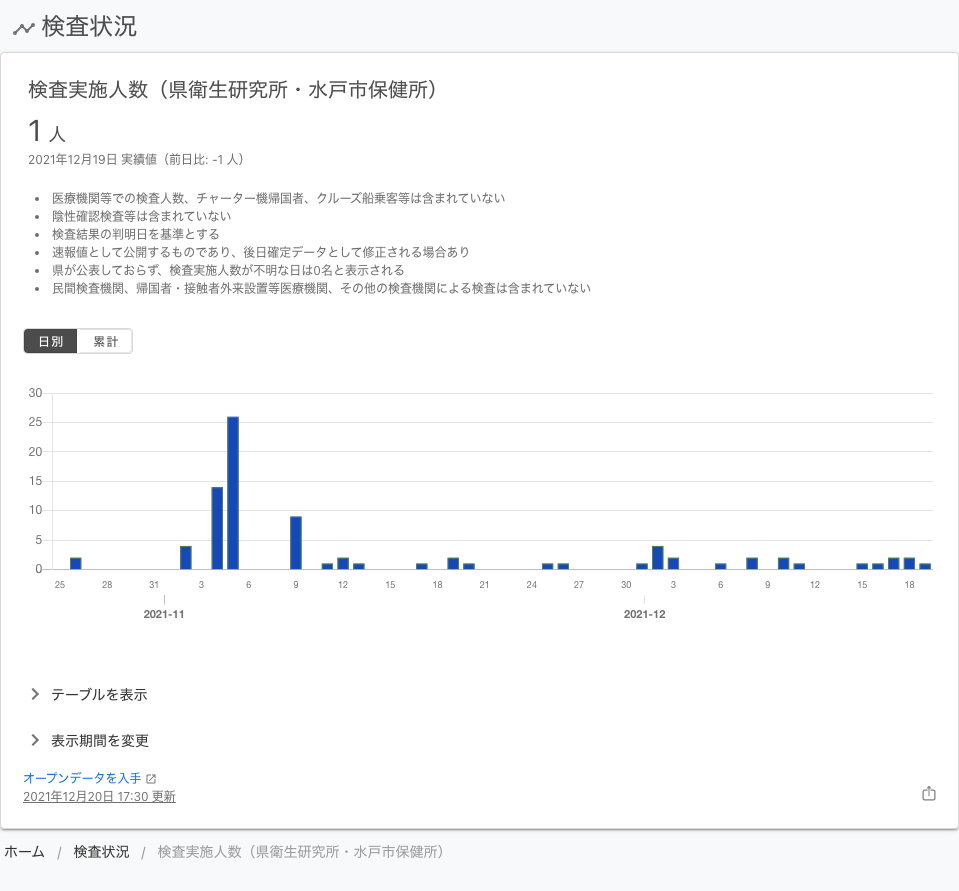 検査状況
検査実施人数（県衛生研究所・水戸市保健所）
1 人
2021年12月19日 実績値（前日比: -1 人）
医療機関等での検査人数、チャーター機帰国者、クルーズ船乗客等は含まれていない
陰性確認検査等は含まれていない
検査結果の判明日を基準とする
速報値として公開するものであり、後日確定データとして修正される場合あり
県が公表しておらず、検査実施人数が不明な日は0名と表示される
民間検査機関、帰国者・接触者外来設置等医療機関、その他の検査機関による検査は含まれていない
日別 累計
30
25
20
15
10
5
0
25 28 31 3 6 9 12 15 18 21 24 27 30 3 6 9 12 15 18
2021-11 2021-12
テーブルを表示
表示期間を変更
オープンデータを入手
2021年12月20日 17:30 更新
ホーム / 検査状況 / 検査実施人数（県衛生研究所・水戸市保健所）